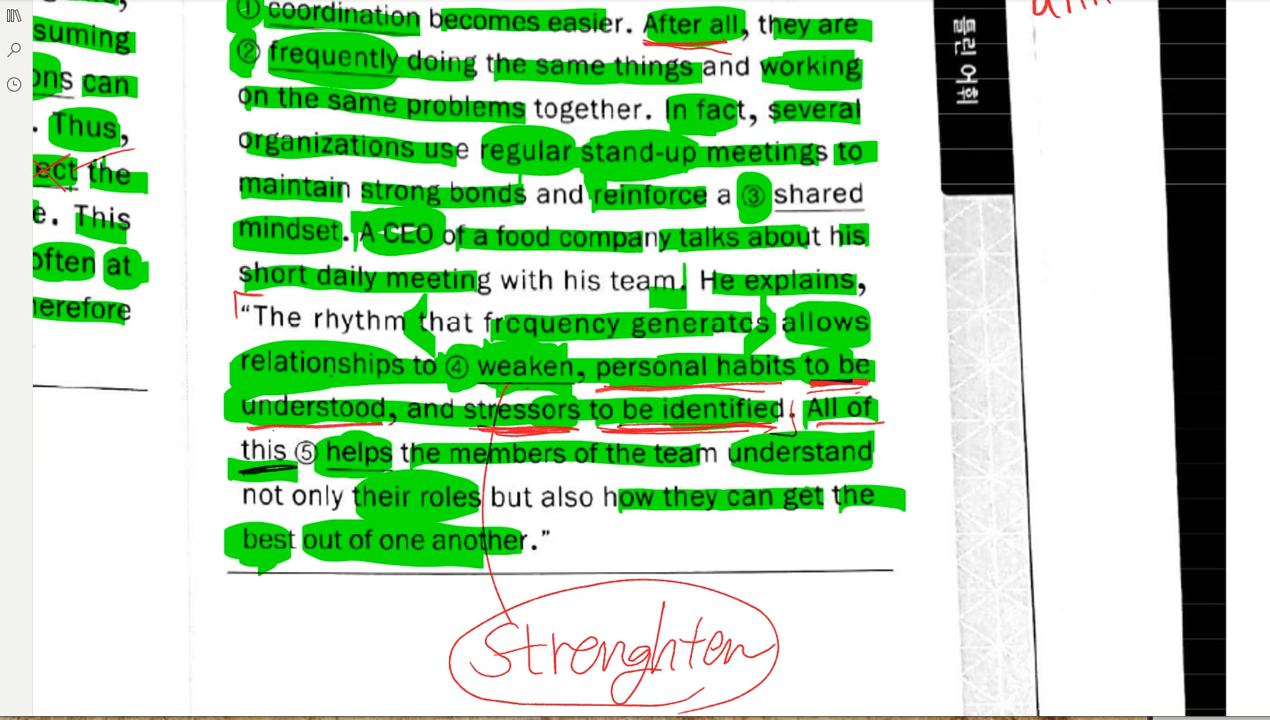 suming
ons can
. Thus,
ect the
e. This
often at
herefore
① coordination becomes easier. After all, they are
② frequently doing the same things and working
on the same problems together. In fact, several
organizations use regular stand-up meetings to
maintain strong bonds and reinforce a ③ shared
mindset. A CEO of a food company talks about his
short daily meeting with his team. He explains,
“The rhythm that frequency generates allows
relationships to ④ weaken, personal habits to be
understood, and stressors to be identified. All of
this ⑤ helps the members of the team understand
not only their roles but also how they can get the
best out of one another.”
Strenghten
틀린 어휘